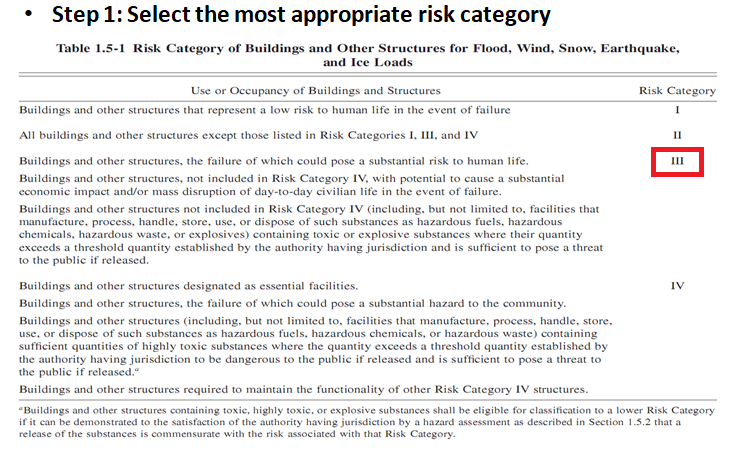 • Step 1: Select the most appropriate risk category
Table 1.5-1 Risk Category of Buildings and Other Structures for Flood, Wind, Snow, Earthquake,
and Ice Loads
Use or Occupancy of Buildings and Structures Risk Category
Buildings and other structures that represent a low risk to human life in the event of failure I
All buildings and other structures except those listed in Risk Categories I, III, and IV II
Buildings and other structures, the failure of which could pose a substantial risk to human life. III
Buildings and other structures, not included in Risk Category IV, with potential to cause a substantial
economic impact and/or mass disruption of day-to-day civilian life in the event of failure.
Buildings and other structures not included in Risk Category IV (including, but not limited to, facilities that
manufacture, process, handle, store, use, or dispose of such substances as hazardous fuels, hazardous
chemicals, hazardous waste, or explosives) containing toxic or explosive substances where their quantity
exceeds a threshold quantity established by the authority having jurisdiction and is sufficient to pose a threat
to the public if released.
Buildings and other structures designated as essential facilities. IV
Buildings and other structures, the failure of which could pose a substantial hazard to the community.
Buildings and other structures (including, but not limited to, facilities that manufacture, process, handle, store,
use, or dispose of such substances as hazardous fuels, hazardous chemicals, or hazardous waste) containing
sufficient quantities of highly toxic substances where the quantity exceeds a threshold quantity established by
the authority having jurisdiction to be dangerous to the public if released and is sufficient to pose a threat to
the public if released.a
Buildings and other structures required to maintain the functionality of other Risk Category IV structures.
aBuildings and other structures containing toxic, highly toxic, or explosive substances shall be eligible for classification to a lower Risk Category
if it can be demonstrated to the satisfaction of the authority having jurisdiction by a hazard assessment as described in Section 1.5.2 that a
release of the substances is commensurate with the risk associated with that Risk Category.